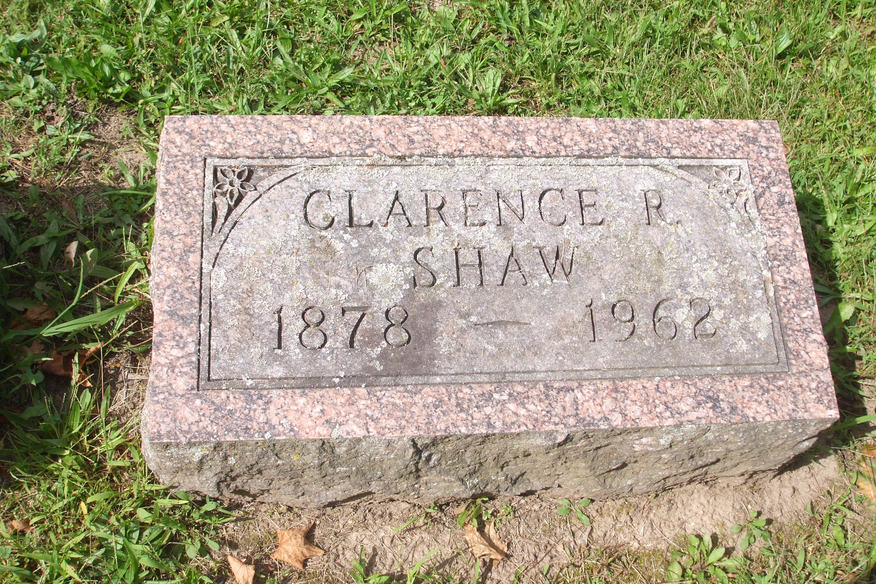 CLARENCE R.
SHAW
1878 — 1962